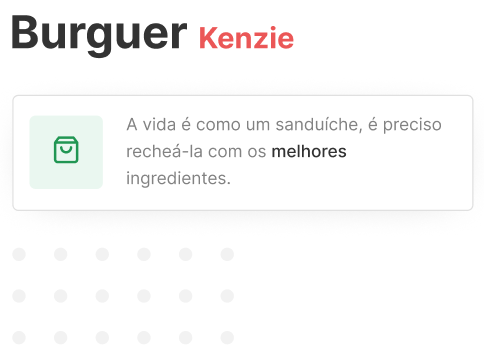 Burguer Kenzie
A vida é como um sanduíche, é preciso
recheá-la com os melhores
ingredientes.